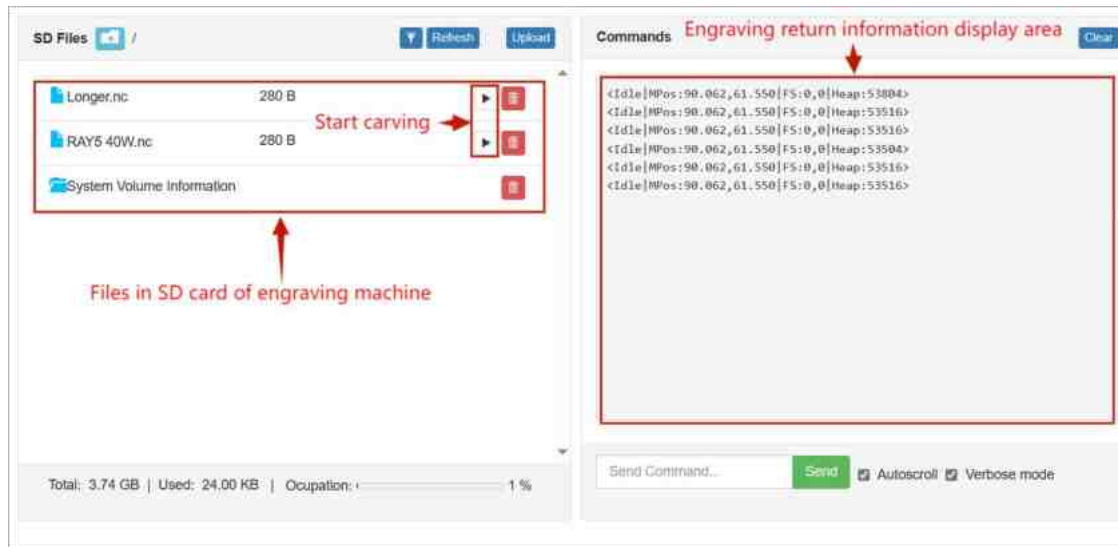 SD Files /
Refresh
Upload
Longer.nc 280 B
Start carving
RAY5 40W.nc 280 B
System Volume Information
Files in SD card of engraving machine
Total: 3.74 GB | Used: 24.00 KB | Ocupation: 1 %
Commands
Engraving return information display area
Clear
<Idle|MPos:90.062,61.550|FS:0,0|Heap:53804>
<Idle|MPos:90.062,61.550|FS:0,0|Heap:53516>
<Idle|MPos:90.062,61.550|FS:0,0|Heap:53516>
<Idle|MPos:90.062,61.550|FS:0,0|Heap:53504>
<Idle|MPos:90.062,61.550|FS:0,0|Heap:53516>
<Idle|MPos:90.062,61.550|FS:0,0|Heap:53516>
Send Command...
Send
Autoscroll
Verbose mode